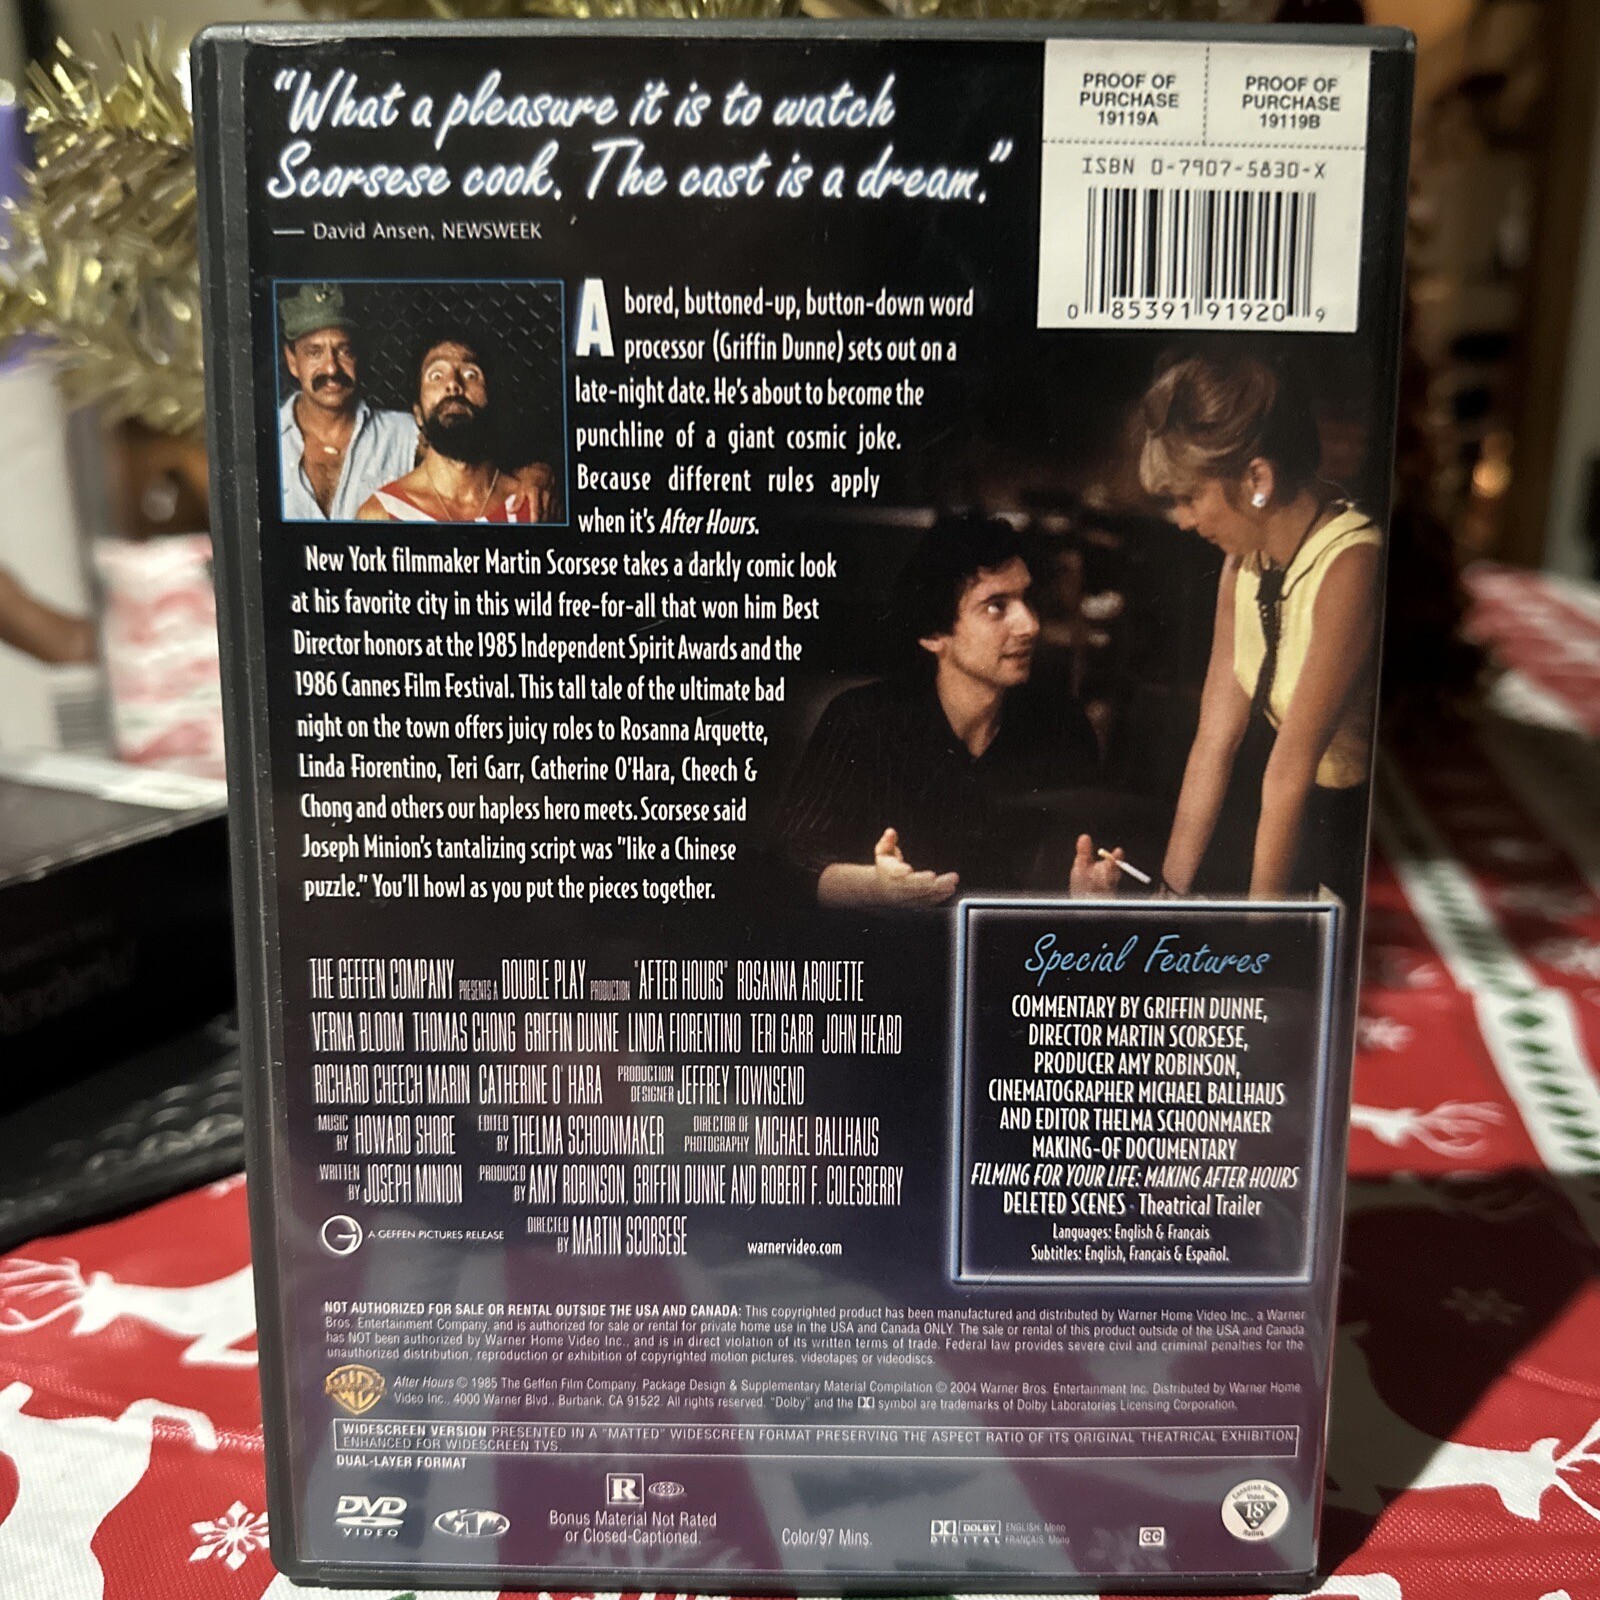 "What a pleasure it is to watch
Scorsese cook. The cast is a dream."
— David Ansen, NEWSWEEK
PROOF OF PURCHASE 19119A
PROOF OF PURCHASE 19119B
ISBN 0-7907-5830-X
0 85391 91920 9
A bored, buttoned-up, button-down word
processor (Griffin Dunne) sets out on a
late-night date. He's about to become the
punchline of a giant cosmic joke.
Because different rules apply
when it's After Hours.
New York filmmaker Martin Scorsese takes a darkly comic look
at his favorite city in this wild free-for-all that won him Best
Director honors at the 1985 Independent Spirit Awards and the
1986 Cannes Film Festival. This tall tale of the ultimate bad
night on the town offers juicy roles to Rosanna Arquette,
Linda Fiorentino, Teri Garr, Catherine O'Hara, Cheech &
Chong and others our hapless hero meets. Scorsese said
Joseph Minion's tantalizing script was "like a Chinese
puzzle." You'll howl as you put the pieces together.
THE GEFFEN COMPANY PRESENTS A DOUBLE PLAY PRODUCTION "AFTER HOURS" ROSANNA ARQUETTE
VERNA BLOOM THOMAS CHONG GRIFFIN DUNNE LINDA FIORENTINO TERI GARR JOHN HEARD
RICHARD CHEECH MARIN CATHERINE O'HARA PRODUCTION DESIGNER JEFFREY TOWNSEND
MUSIC BY HOWARD SHORE EDITED BY THELMA SCHOONMAKER DIRECTOR OF PHOTOGRAPHY MICHAEL BALLHAUS
WRITTEN BY JOSEPH MINION PRODUCED BY AMY ROBINSON, GRIFFIN DUNNE AND ROBERT F. COLESBERRY
A GEFFEN PICTURES RELEASE DIRECTED BY MARTIN SCORSESE warnervideo.com
Special Features
COMMENTARY BY GRIFFIN DUNNE,
DIRECTOR MARTIN SCORSESE,
PRODUCER AMY ROBINSON,
CINEMATOGRAPHER MICHAEL BALLHAUS
AND EDITOR THELMA SCHOONMAKER
MAKING-OF DOCUMENTARY
FILMING FOR YOUR LIFE: MAKING AFTER HOURS
DELETED SCENES · Theatrical Trailer
Languages: English & Français
Subtitles: English, Français & Español.
NOT AUTHORIZED FOR SALE OR RENTAL OUTSIDE THE USA AND CANADA: This copyrighted product has been manufactured and distributed by Warner Home Video Inc., a Warner
Bros. Entertainment Company, and is authorized for sale or rental for private home use in the USA and Canada ONLY. The sale or rental of this product outside of the USA and Canada
has NOT been authorized by Warner Home Video Inc., and is in direct violation of its written terms of trade. Federal law provides severe civil and criminal penalties for the
unauthorized distribution, reproduction or exhibition of copyrighted motion pictures, videotapes or videodiscs.
After Hours © 1985 The Geffen Film Company. Package Design & Supplementary Material Compilation © 2004 Warner Bros. Entertainment Inc. Distributed by Warner Home
Video Inc., 4000 Warner Blvd., Burbank, CA 91522. All rights reserved. "Dolby" and the symbol are trademarks of Dolby Laboratories Licensing Corporation.
WIDESCREEN VERSION PRESENTED IN A "MATTED" WIDESCREEN FORMAT PRESERVING THE ASPECT RATIO OF ITS ORIGINAL THEATRICAL EXHIBITION.
ENHANCED FOR WIDESCREEN TVS.
DUAL-LAYER FORMAT
DVD VIDEO
1
R
Bonus Material Not Rated
or Closed-Captioned.
Color/97 Mins.
DOLBY DIGITAL
ENGLISH: Mono
FRANÇAIS: Mono
CC
Canadian Home Video 18A Rating